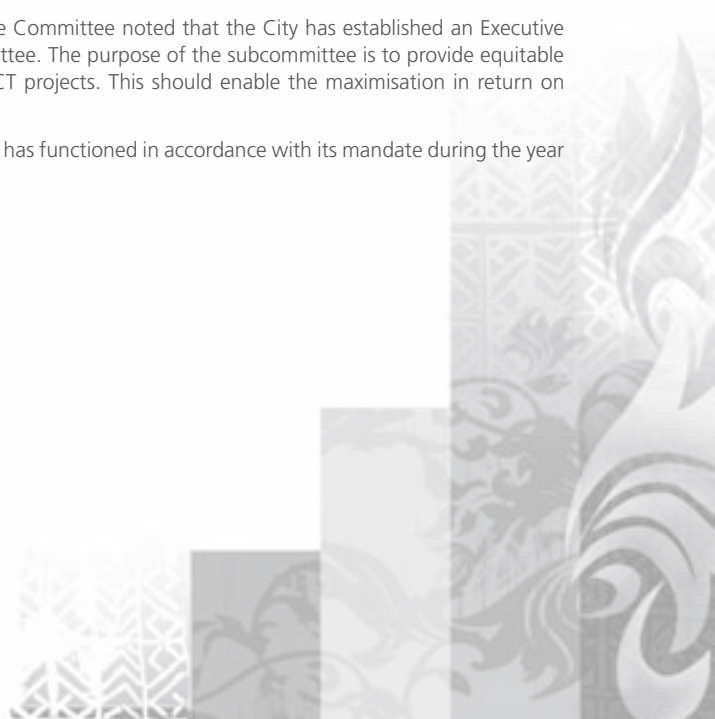 e Committee noted that the City has established an Executive
ttee. The purpose of the subcommittee is to provide equitable
CT projects. This should enable the maximisation in return on
has functioned in accordance with its mandate during the year